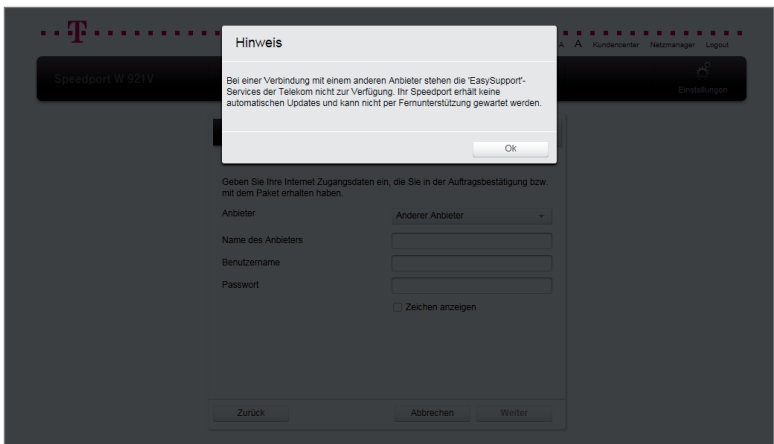 T
Hinweis
A A Kundencenter Netzmanager Logout
Speedport W 921V
Einstellungen
Bei einer Verbindung mit einem anderen Anbieter stehen die 'EasySupport'-
Services der Telekom nicht zur Verfügung. Ihr Speedport erhält keine
automatischen Updates und kann nicht per Fernunterstützung gewartet werden.
Ok
Geben Sie Ihre Internet Zugangsdaten ein, die Sie in der Auftragsbestätigung bzw.
mit dem Paket erhalten haben.
Anbieter Anderer Anbieter
Name des Anbieters
Benutzername
Passwort
Zeichen anzeigen
Zurück Abbrechen Weiter